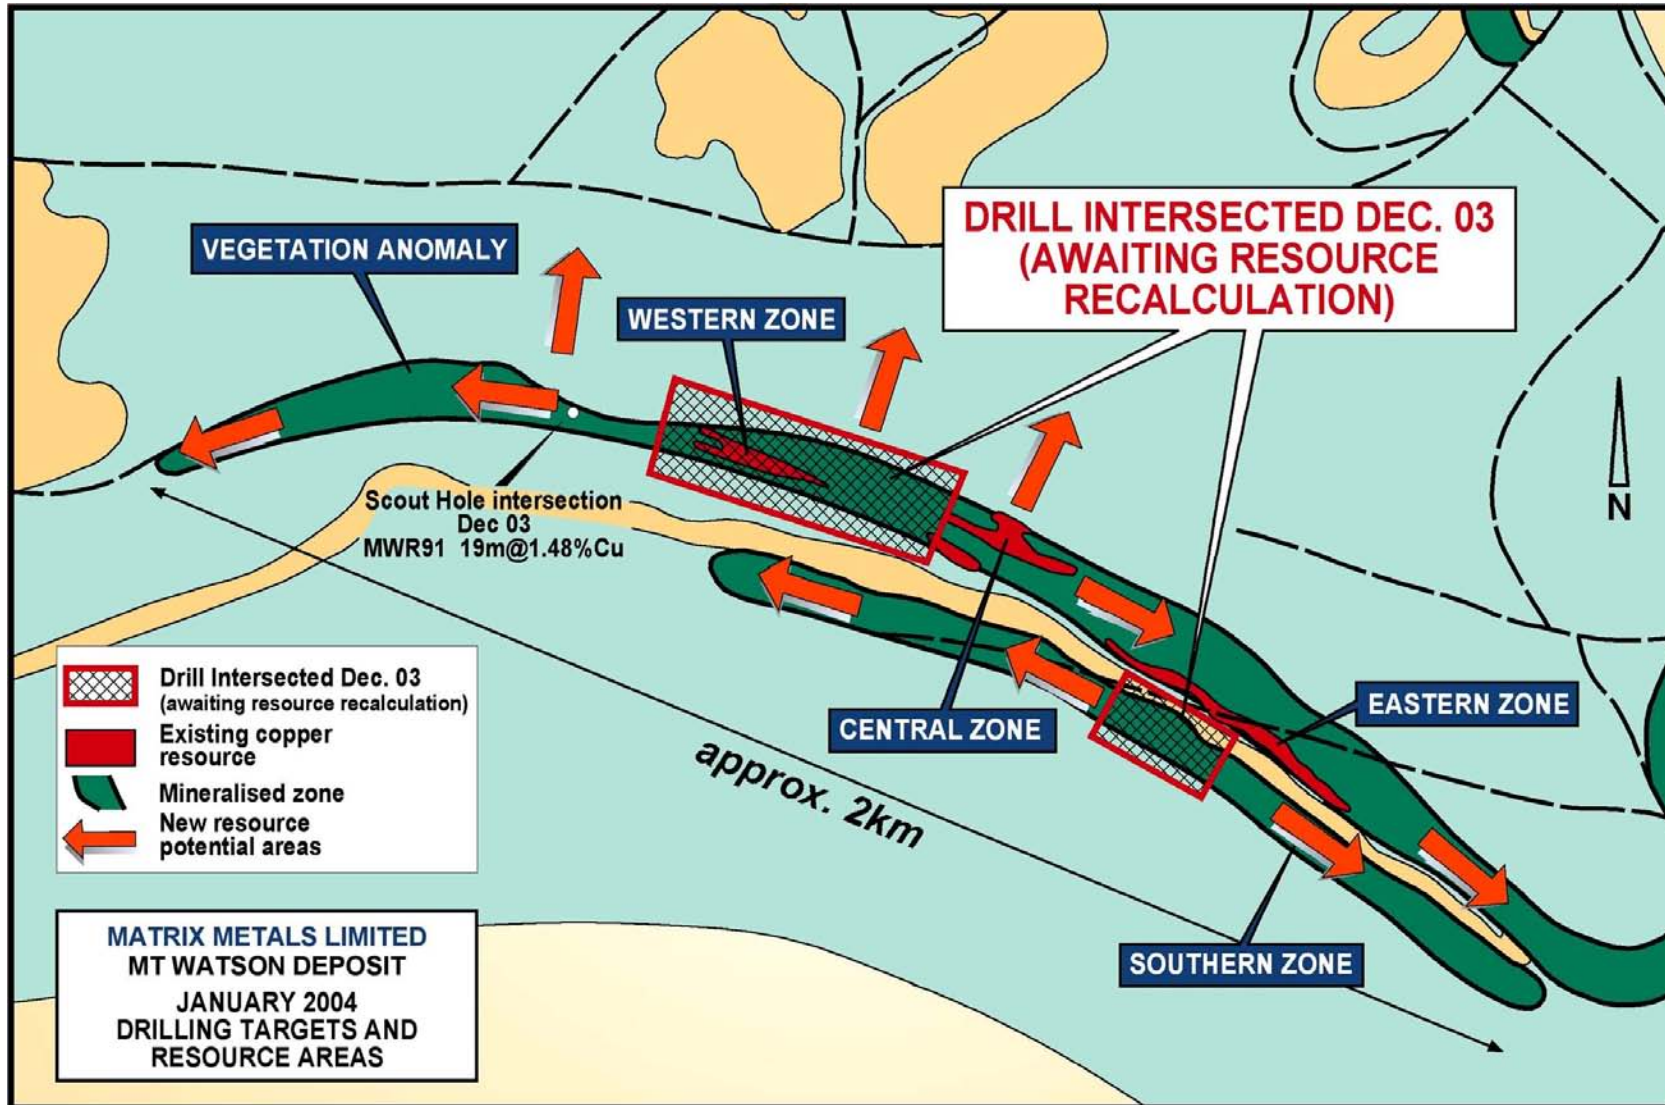 DRILL INTERSECTED DEC. 03
(AWAITING RESOURCE
RECALCULATION)
VEGETATION ANOMALY
WESTERN ZONE
N
Scout Hole intersection
Dec 03
MWR91 19m@1.48%Cu
CENTRAL ZONE
EASTERN ZONE
approx. 2km
SOUTHERN ZONE
Drill Intersected Dec. 03
(awaiting resource recalculation)
Existing copper
resource
Mineralised zone
New resource
potential areas
MATRIX METALS LIMITED
MT WATSON DEPOSIT
JANUARY 2004
DRILLING TARGETS AND
RESOURCE AREAS